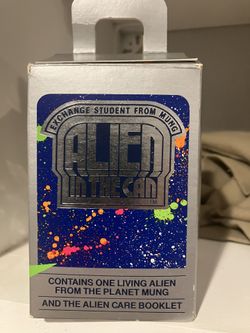 EXCHANGE STUDENT FROM MUNG
ALIEN
IN THE CAN
TM
CONTAINS ONE LIVING ALIEN
FROM THE PLANET MUNG
AND THE ALIEN CARE BOOKLET